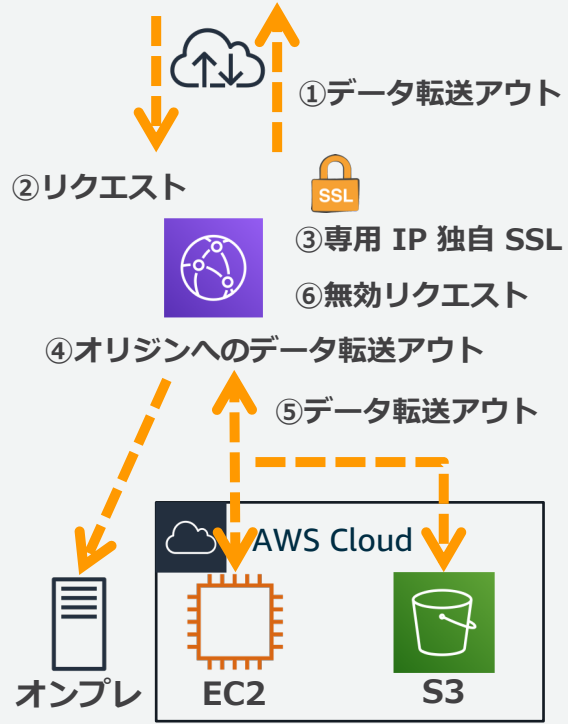 ①データ転送アウト
②リクエスト
SSL
③専用 IP 独自 SSL
⑥無効リクエスト
④オリジンへのデータ転送アウト
⑤データ転送アウト
AWS Cloud
オンプレ
EC2
S3